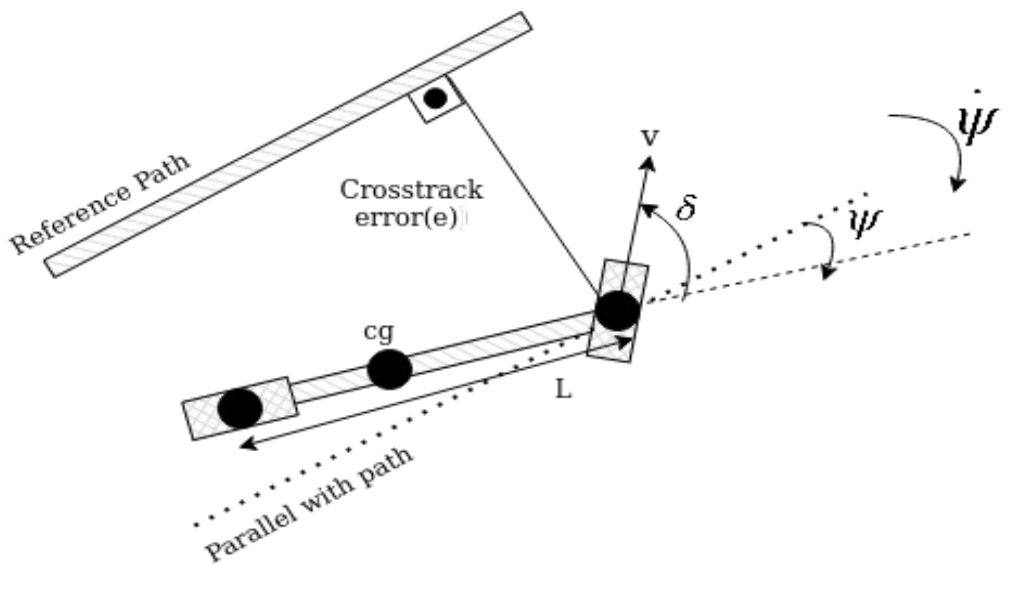 v
ψ̇
Reference Path
Crosstrack
error(e)
δ
ψ
cg
L
Parallel with path